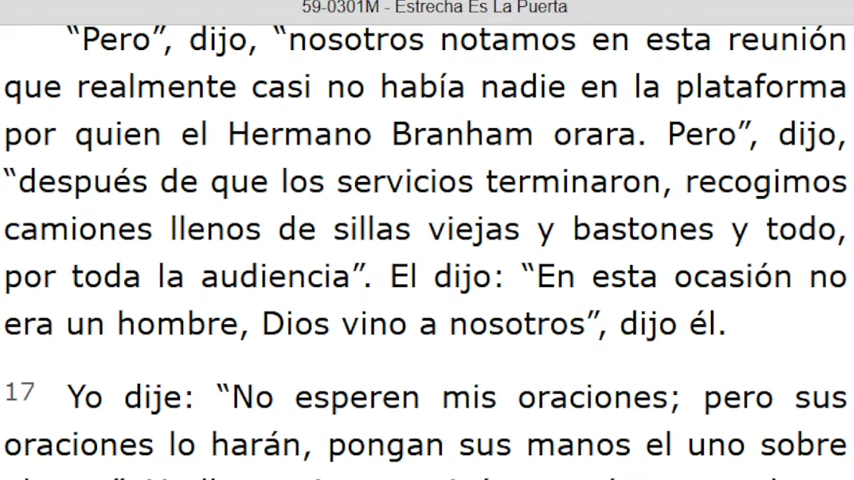 59-0301M - Estrecha Es La Puerta
“Pero”, dijo, “nosotros notamos en esta reunión
que realmente casi no había nadie en la plataforma
por quien el Hermano Branham orara. Pero”, dijo,
“después de que los servicios terminaron, recogimos
camiones llenos de sillas viejas y bastones y todo,
por toda la audiencia”. El dijo: “En esta ocasión no
era un hombre, Dios vino a nosotros”, dijo él.
17 Yo dije: “No esperen mis oraciones; pero sus
oraciones lo harán, pongan sus manos el uno sobre